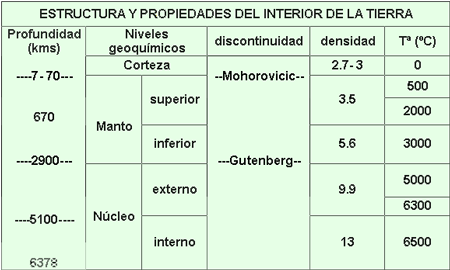 ESTRUCTURA Y PROPIEDADES DEL INTERIOR DE LA TIERRA
Profundidad (kms) Niveles geoquímicos discontinuidad densidad Tª (ºC)
Corteza 2.7-3 0
----7-70--- --Mohorovicic--
500
superior 3.5
2000
670
Manto
inferior 5.6 3000
----2900--- ---Gutenberg--
5000
externo 9.9
6300
----5100----
Núcleo
interno 13 6500
6378